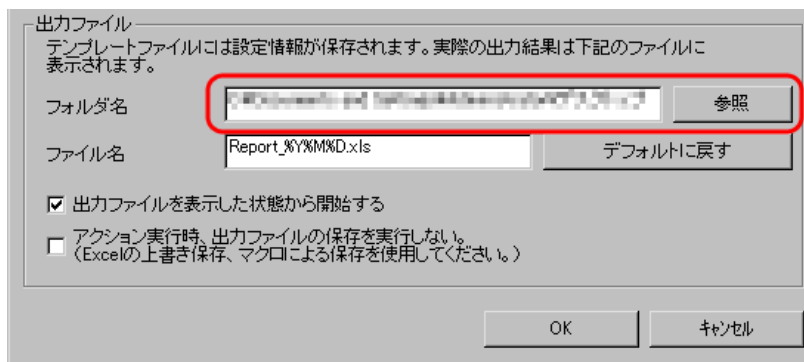 出力ファイル
テンプレートファイルには設定情報が保存されます。実際の出力結果は下記のファイルに
表示されます。
フォルダ名
参照
ファイル名
Report_%Y%M%D.xls
デフォルトに戻す
出力ファイルを表示した状態から開始する
アクション実行時、出力ファイルの保存を実行しない。
(Excelの上書き保存、マクロによる保存を使用してください。)
OK
キャンセル